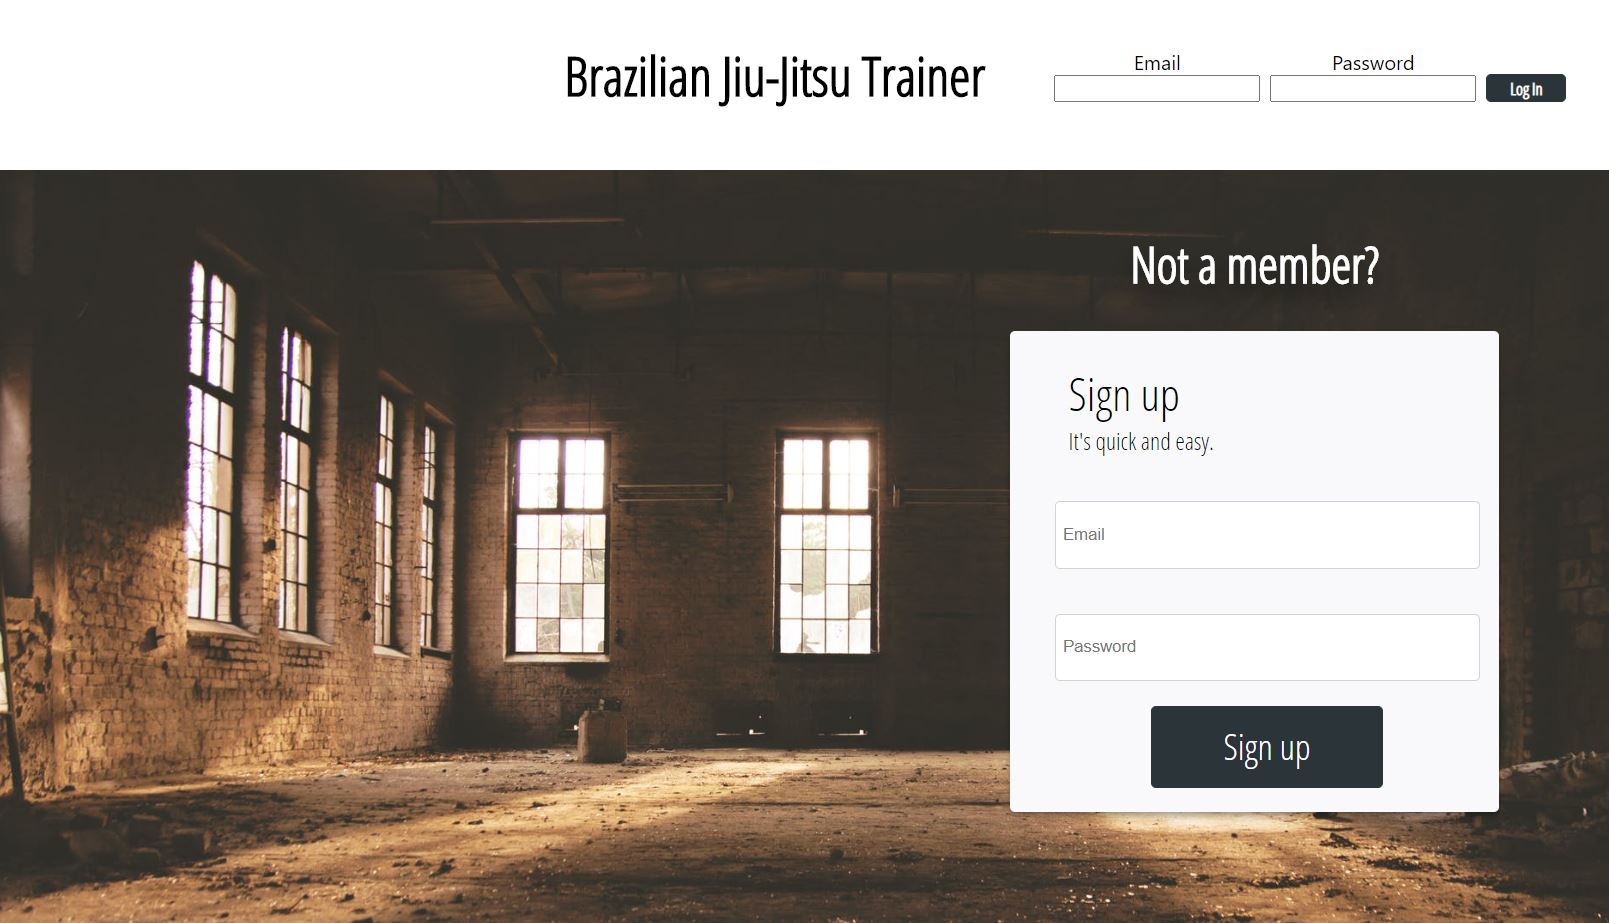 Brazilian Jiu-Jitsu Trainer
Email
Password
Log In
Not a member?
Sign up
It's quick and easy.
Email
Password
Sign up